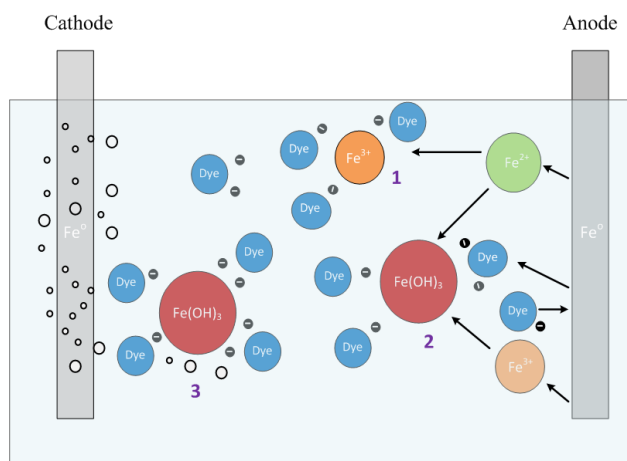 Cathode
Anode
Dye
Dye
Fe³⁺
Fe²⁺
Dye
1
Dye
Fe⁰
Fe⁰
Dye
Dye
Dye
Dye
Fe(OH)₃
Fe(OH)₃
Dye
2
Dye
Dye
Dye
Fe³⁺
3